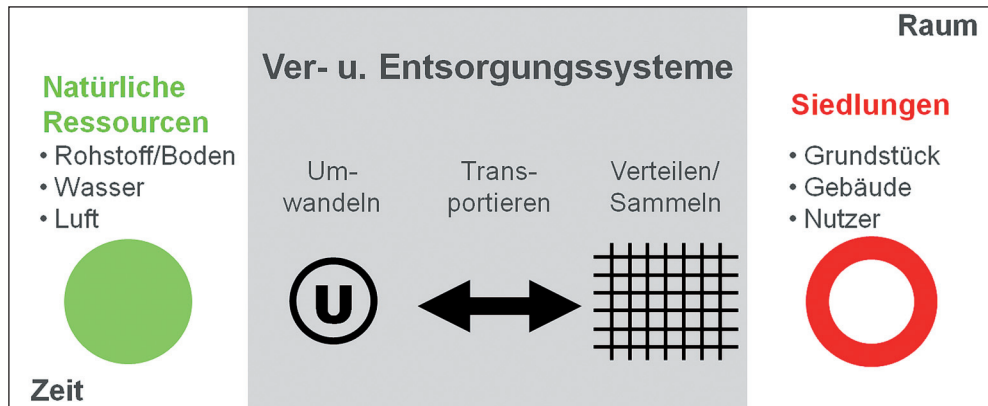 Raum
Ver- u. Entsorgungssysteme
Natürliche
Ressourcen
• Rohstoff/Boden
• Wasser
• Luft
Um-
wandeln
Trans-
portieren
Verteilen/
Sammeln
Siedlungen
• Grundstück
• Gebäude
• Nutzer
U
Zeit